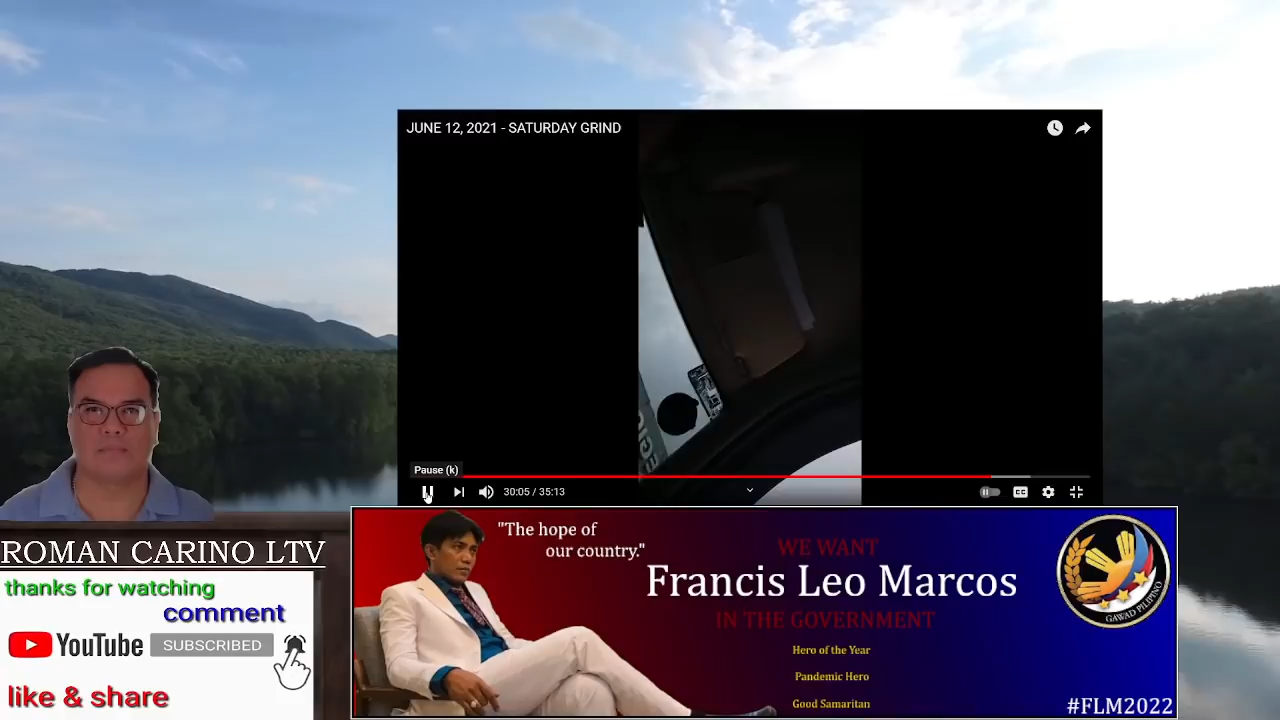 JUNE 12, 2021 - SATURDAY GRIND
Pause (k)
30:05 / 35:13
CC
ROMAN CARINO LTV
thanks for watching
comment
YouTube SUBSCRIBED
like & share
"The hope of
our country."
WE WANT
Francis Leo Marcos
IN THE GOVERNMENT
Hero of the Year
Pandemic Hero
Good Samaritan
GAWAD PILIPINO
#FLM2022